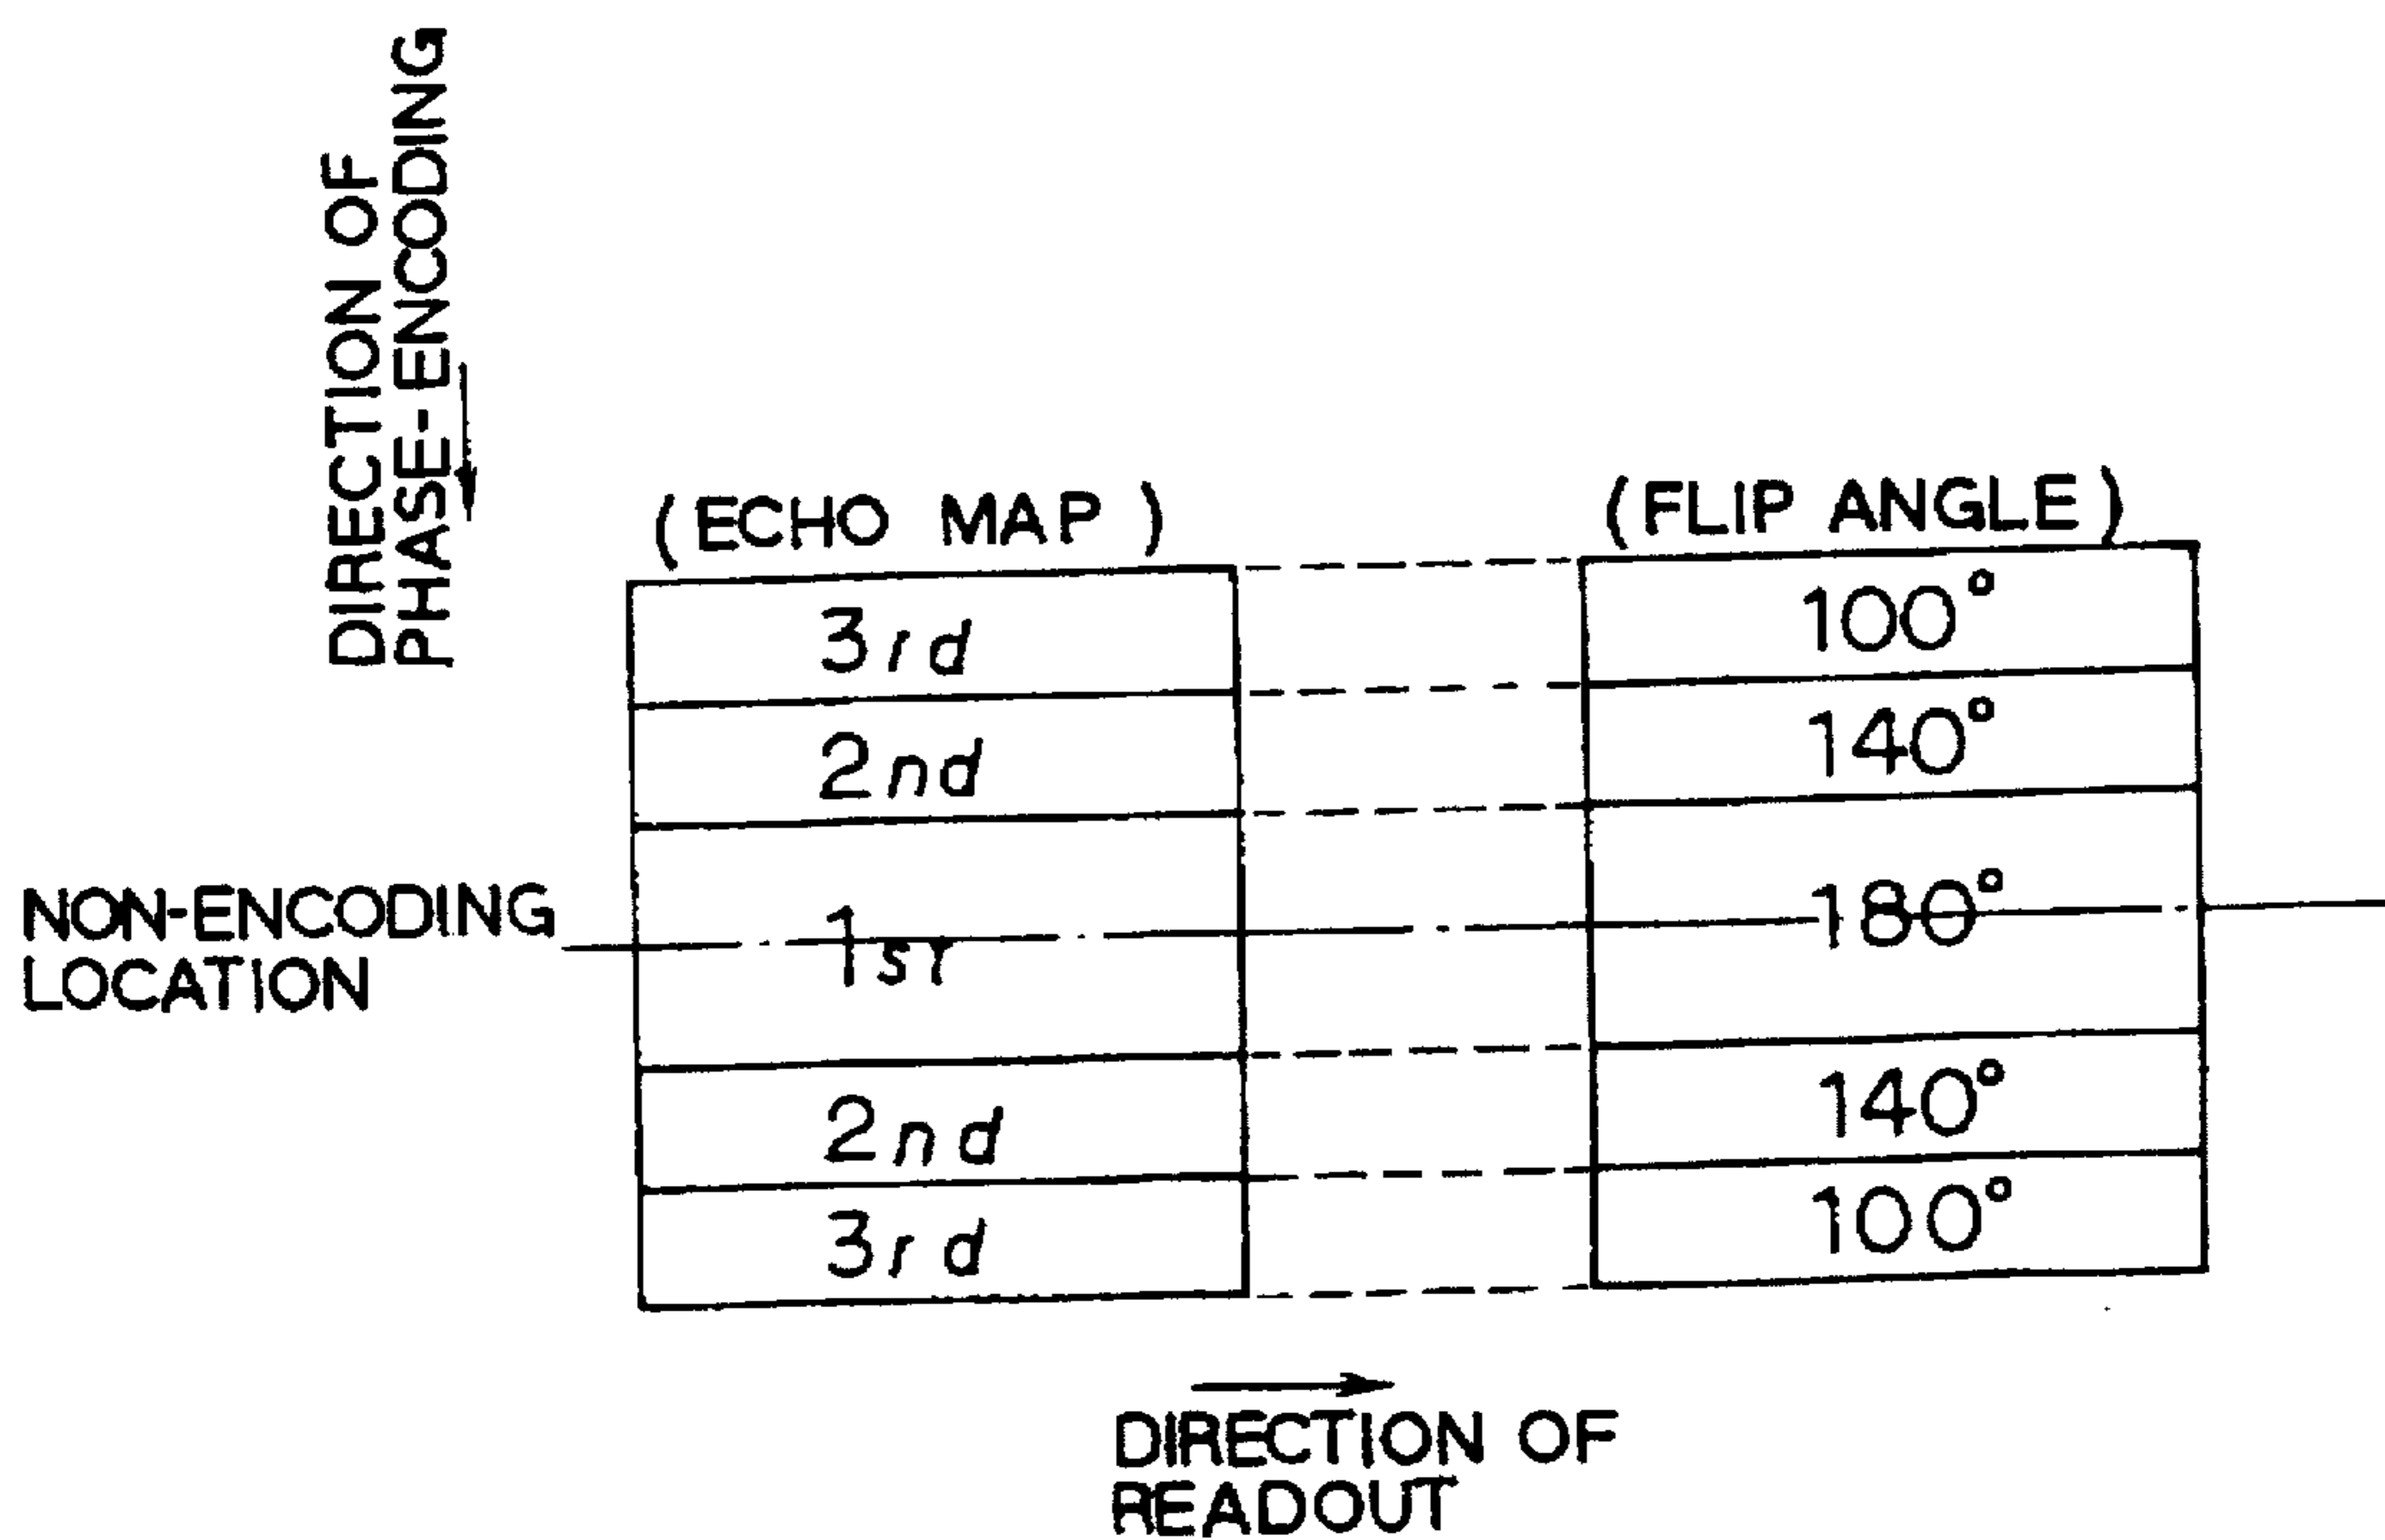 DIRECTION OF
PHASE-ENCODING
(ECHO MAP)
(FLIP ANGLE)
3rd
100°
2nd
140°
NON-ENCODING
LOCATION
1ST
180°
2nd
140°
3rd
100°
DIRECTION OF
READOUT